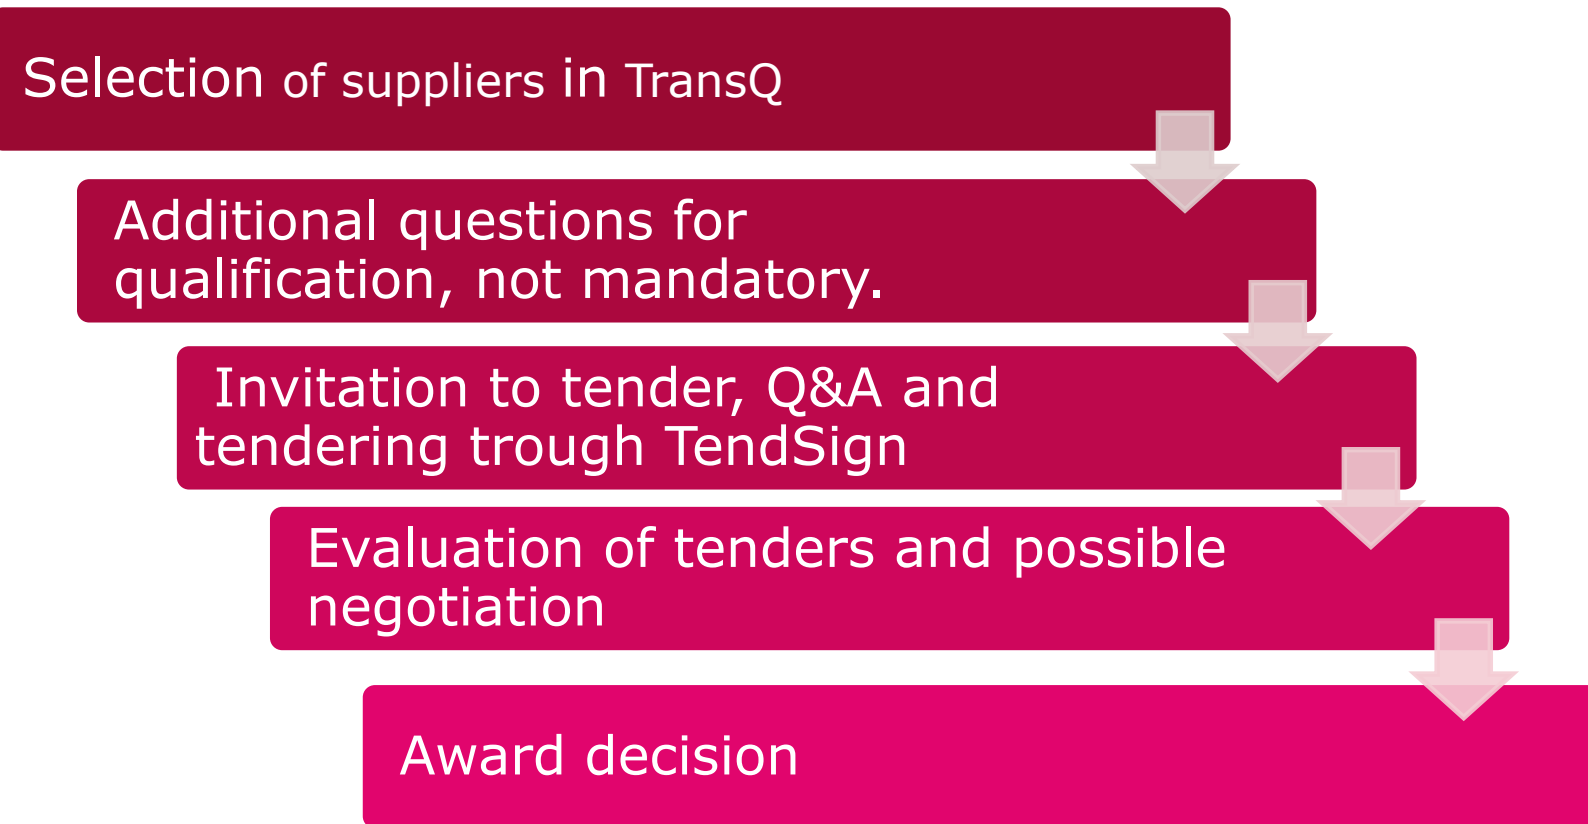 Selection of suppliers in TransQ
Additional questions for
qualification, not mandatory.
Invitation to tender, Q&A and
tendering trough TendSign
Evaluation of tenders and possible
negotiation
Award decision